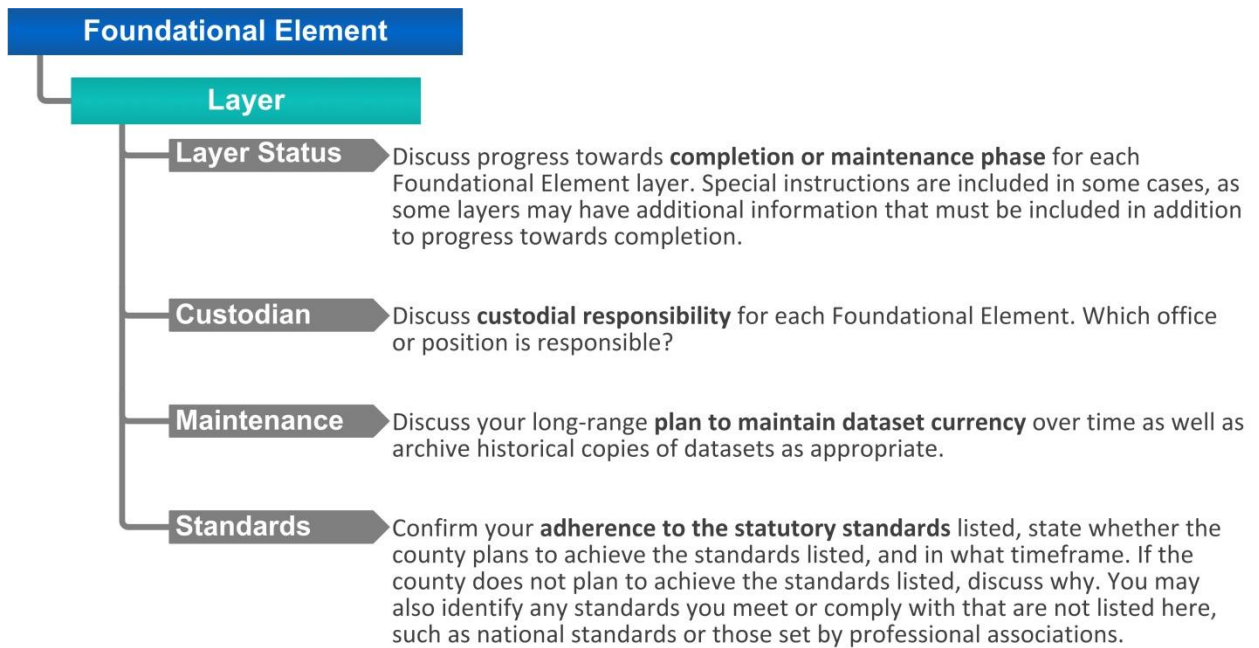 Foundational Element
Layer
Layer Status
Discuss progress towards completion or maintenance phase for each
Foundational Element layer. Special instructions are included in some cases, as
some layers may have additional information that must be included in addition
to progress towards completion.
Custodian
Discuss custodial responsibility for each Foundational Element. Which office
or position is responsible?
Maintenance
Discuss your long-range plan to maintain dataset currency over time as well as
archive historical copies of datasets as appropriate.
Standards
Confirm your adherence to the statutory standards listed, state whether the
county plans to achieve the standards listed, and in what timeframe. If the
county does not plan to achieve the standards listed, discuss why. You may
also identify any standards you meet or comply with that are not listed here,
such as national standards or those set by professional associations.